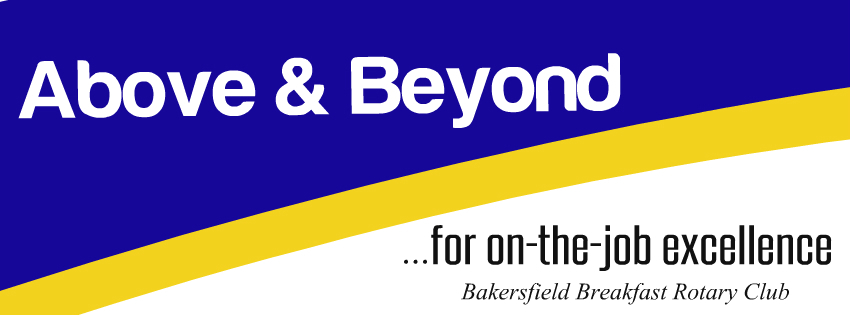 Above & Beyond
...for on-the-job excellence
Bakersfield Breakfast Rotary Club